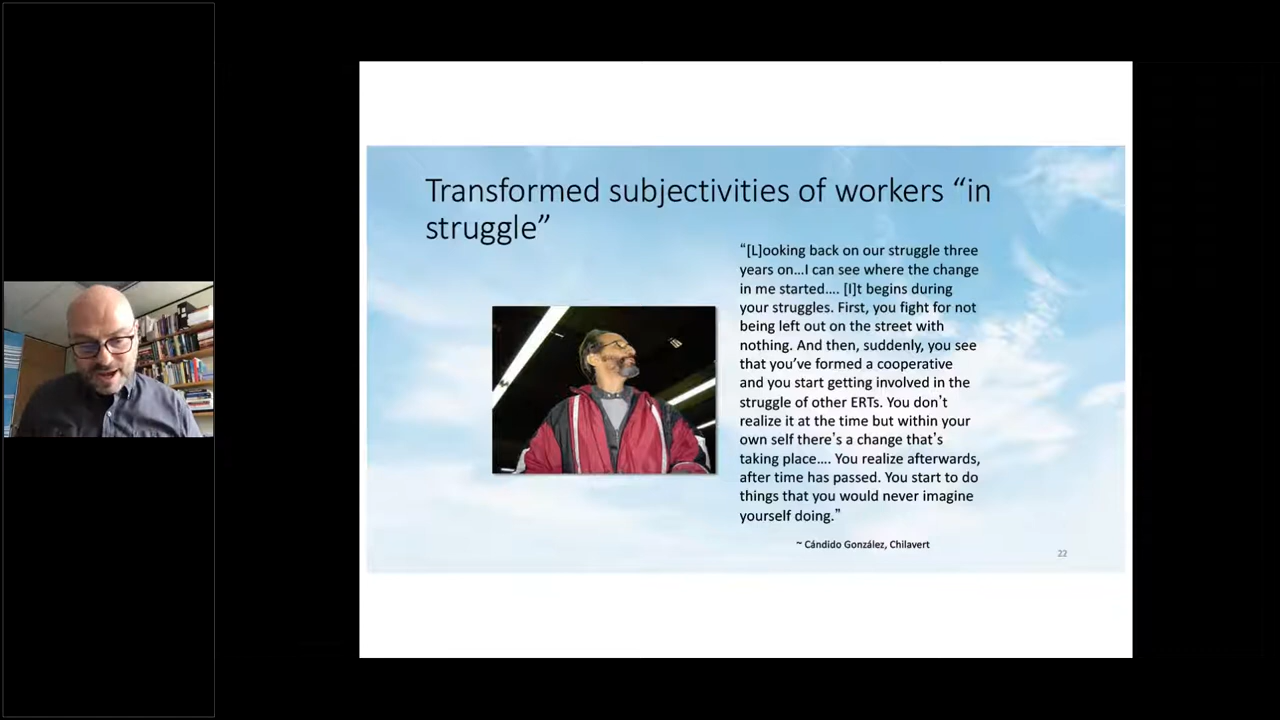 Transformed subjectivities of workers “in
struggle”
“[L]ooking back on our struggle three
years on…I can see where the change
in me started…. [I]t begins during
your struggles. First, you fight for not
being left out on the street with
nothing. And then, suddenly, you see
that you’ve formed a cooperative
and you start getting involved in the
struggle of other ERTs. You don’t
realize it at the time but within your
own self there’s a change that’s
taking place…. You realize afterwards,
after time has passed. You start to do
things that you would never imagine
yourself doing.”
~ Cándido González, Chilavert
22